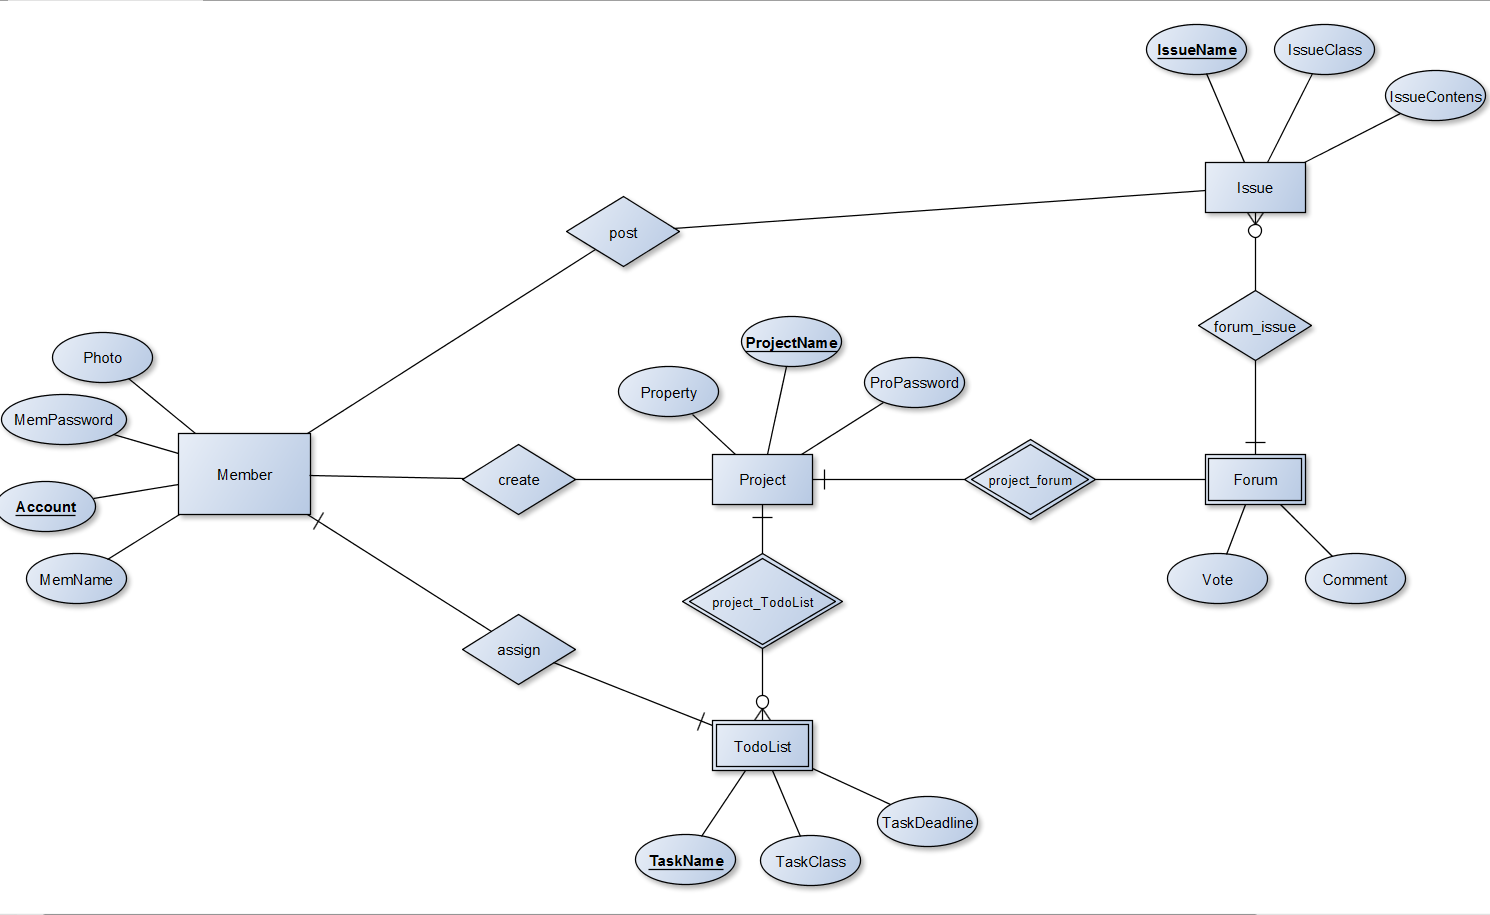 IssueName
IssueClass
IssueContens
Issue
post
forum_issue
Photo
ProjectName
ProPassword
Property
MemPassword
Member
create
Project
project_forum
Forum
Account
MemName
Vote
Comment
project_TodoList
assign
TodoList
TaskDeadline
TaskName
TaskClass